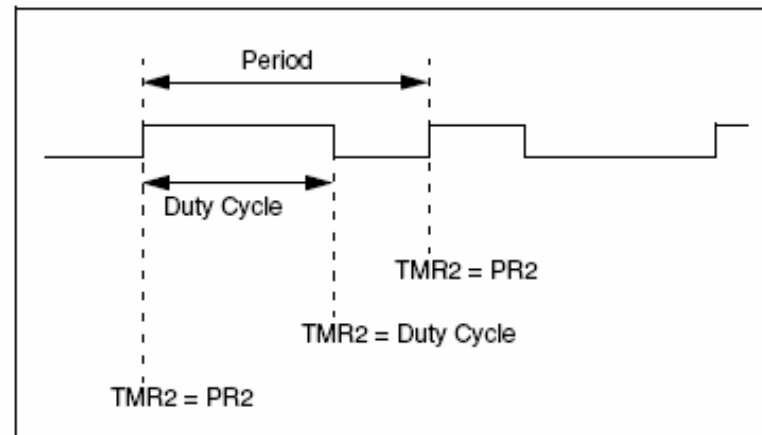 Period
Duty Cycle
TMR2 = PR2
TMR2 = Duty Cycle
TMR2 = PR2